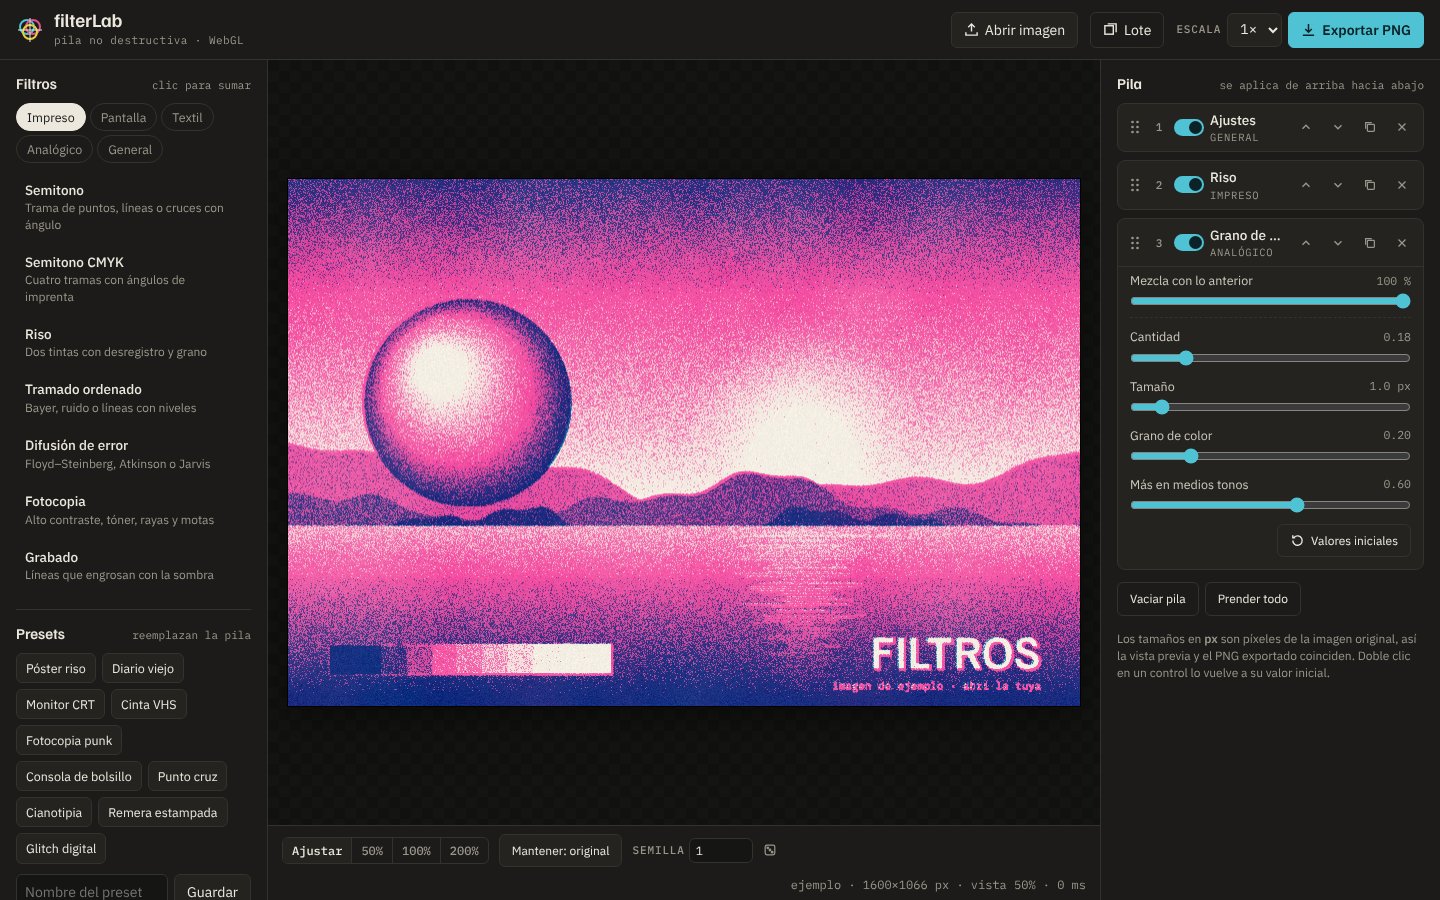 filterLab
pila no destructiva · WebGL
Abrir imagen
Lote
ESCALA
1×
Exportar PNG
Filtros
clic para sumar
Impreso
Pantalla
Textil
Analógico
General
Semitono
Trama de puntos, líneas o cruces con
ángulo
Semitono CMYK
Cuatro tramas con ángulos de
imprenta
Riso
Dos tintas con desregistro y grano
Tramado ordenado
Bayer, ruido o líneas con niveles
Difusión de error
Floyd–Steinberg, Atkinson o Jarvis
Fotocopia
Alto contraste, tóner, rayas y motas
Grabado
Líneas que engrosan con la sombra
Presets
reemplazan la pila
Póster riso
Diario viejo
Monitor CRT
Cinta VHS
Fotocopia punk
Consola de bolsillo
Punto cruz
Cianotipia
Remera estampada
Glitch digital
Nombre del preset
Guardar
FILTROS
imagen de ejemplo · abrí la tuya
Ajustar
50%
100%
200%
Mantener: original
SEMILLA
1
ejemplo · 1600×1066 px · vista 50% · 0 ms
Pila
se aplica de arriba hacia abajo
1
Ajustes
GENERAL
2
Riso
IMPRESO
3
Grano de ...
ANALÓGICO
Mezcla con lo anterior
100 %
Cantidad
0.18
Tamaño
1.0 px
Grano de color
0.20
Más en medios tonos
0.60
Valores iniciales
Vaciar pila
Prender todo
Los tamaños en px son píxeles de la imagen original, así
la vista previa y el PNG exportado coinciden. Doble clic
en un control lo vuelve a su valor inicial.